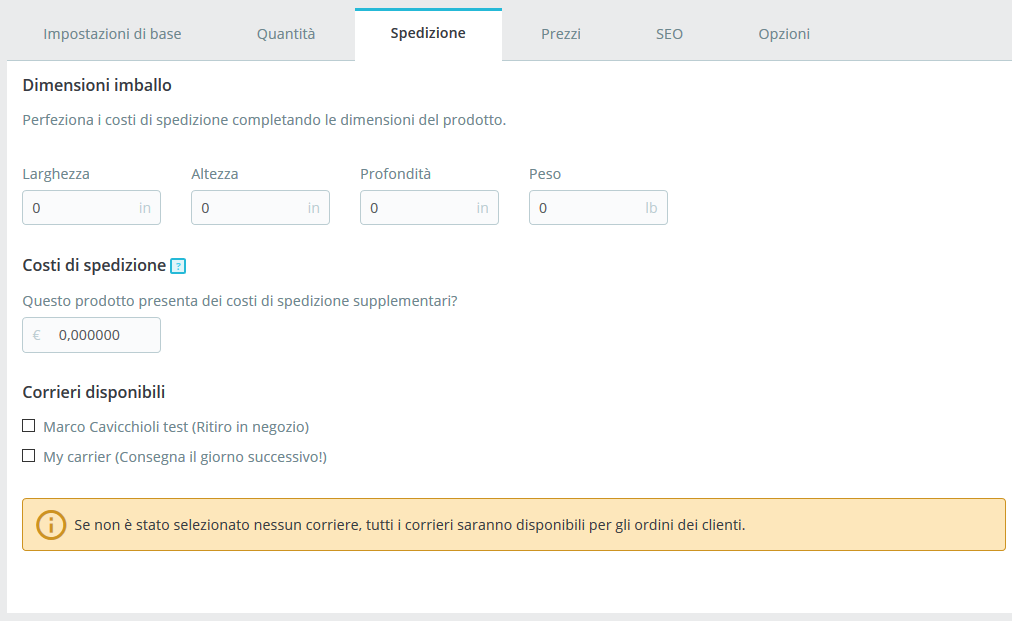 Impostazioni di base Quantità Spedizione Prezzi SEO Opzioni
Dimensioni imballo
Perfeziona i costi di spedizione completando le dimensioni del prodotto.
Larghezza Altezza Profondità Peso
0 in 0 in 0 in 0 lb
Costi di spedizione ?
Questo prodotto presenta dei costi di spedizione supplementari?
€ 0,000000
Corrieri disponibili
Marco Cavicchioli test (Ritiro in negozio)
My carrier (Consegna il giorno successivo!)
Se non è stato selezionato nessun corriere, tutti i corrieri saranno disponibili per gli ordini dei clienti.